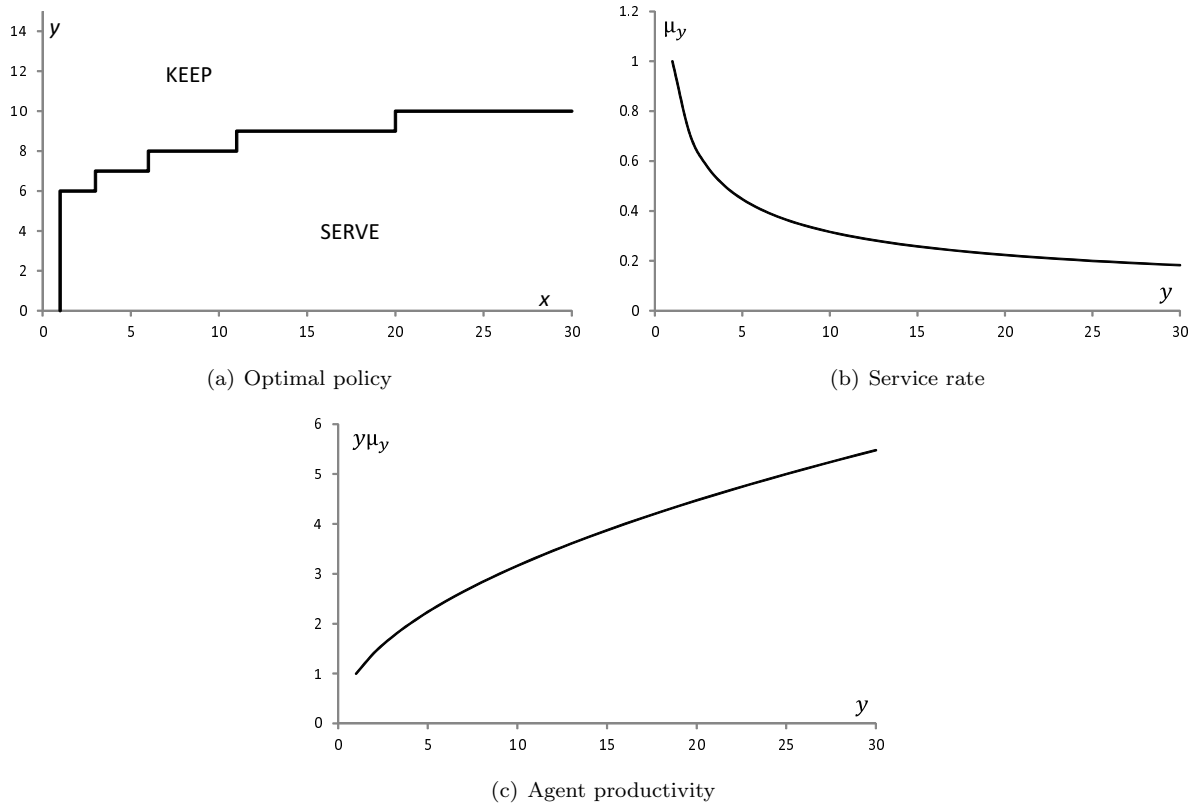 y
14
12
10
8
6
4
2
0
KEEP
SERVE
x
0 5 10 15 20 25 30
(a) Optimal policy
1.2
1
0.8
0.6
0.4
0.2
0
μy
y
0 5 10 15 20 25 30
(b) Service rate
6
5
4
3
2
1
0
yμy
y
0 5 10 15 20 25 30
(c) Agent productivity